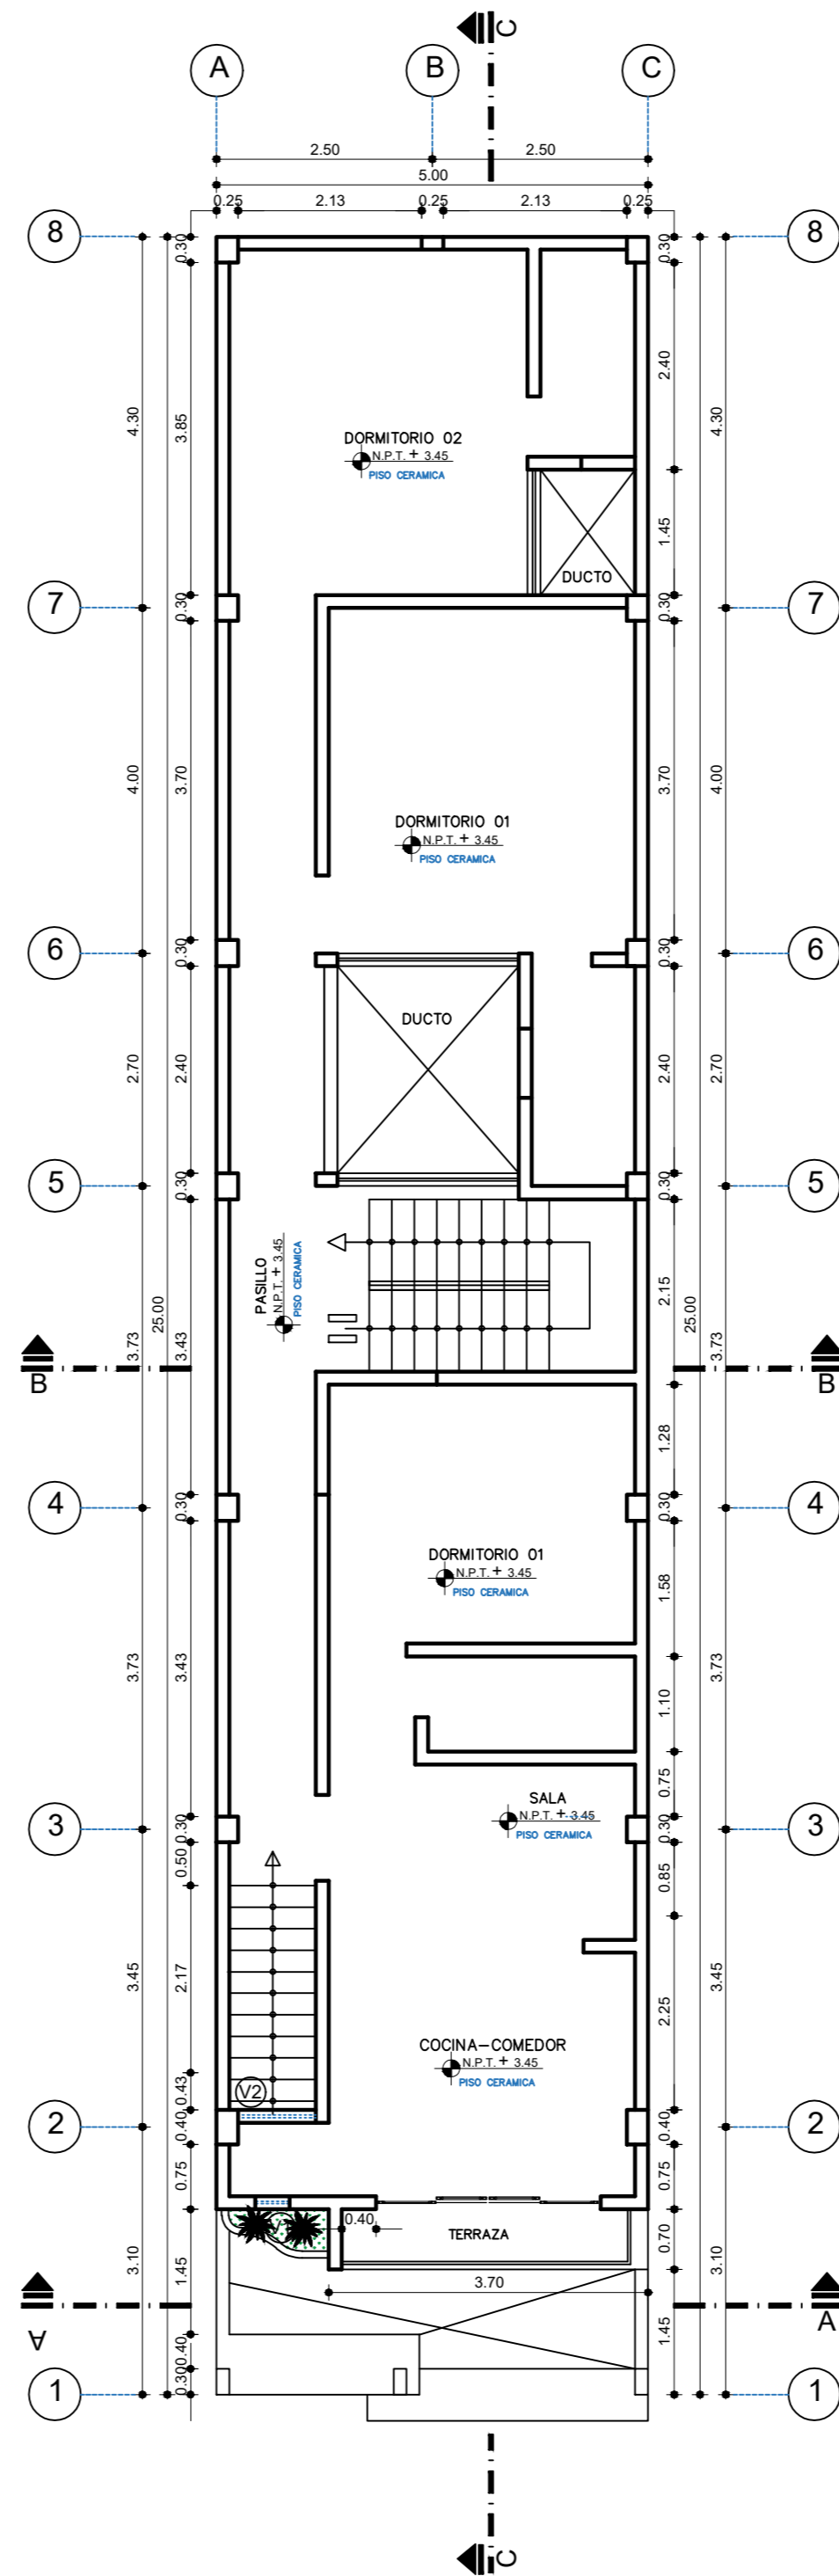 C
A
B
C
2.50
2.50
5.00
0.25
2.13
0.25
2.13
0.25
8
8
0.30
0.30
2.40
4.30
3.85
4.30
DORMITORIO 02
N.P.T. + 3.45
PISO CERAMICA
1.45
DUCTO
7
7
0.30
0.30
4.00
3.70
3.70
4.00
DORMITORIO 01
N.P.T. + 3.45
PISO CERAMICA
6
6
0.30
0.30
DUCTO
2.70
2.40
2.40
2.70
5
5
0.30
0.30
PASILLO
N.P.T. + 3.45
PISO CERAMICA
2.15
25.00
25.00
3.73
3.43
3.73
B
B
1.28
4
4
0.30
0.30
DORMITORIO 01
N.P.T. + 3.45
PISO CERAMICA
1.58
3.73
3.43
3.73
1.10
0.75
SALA
N.P.T. + 3.45
PISO CERAMICA
3
3
0.30
0.30
0.50
0.85
3.45
2.17
3.45
2.25
COCINA-COMEDOR
N.P.T. + 3.45
PISO CERAMICA
V2
0.43
2
2
0.40
0.40
0.75
0.75
0.40
TERRAZA
0.70
3.10
1.45
3.10
3.70
A
A
1.45
0.40
0.30
1
1
C